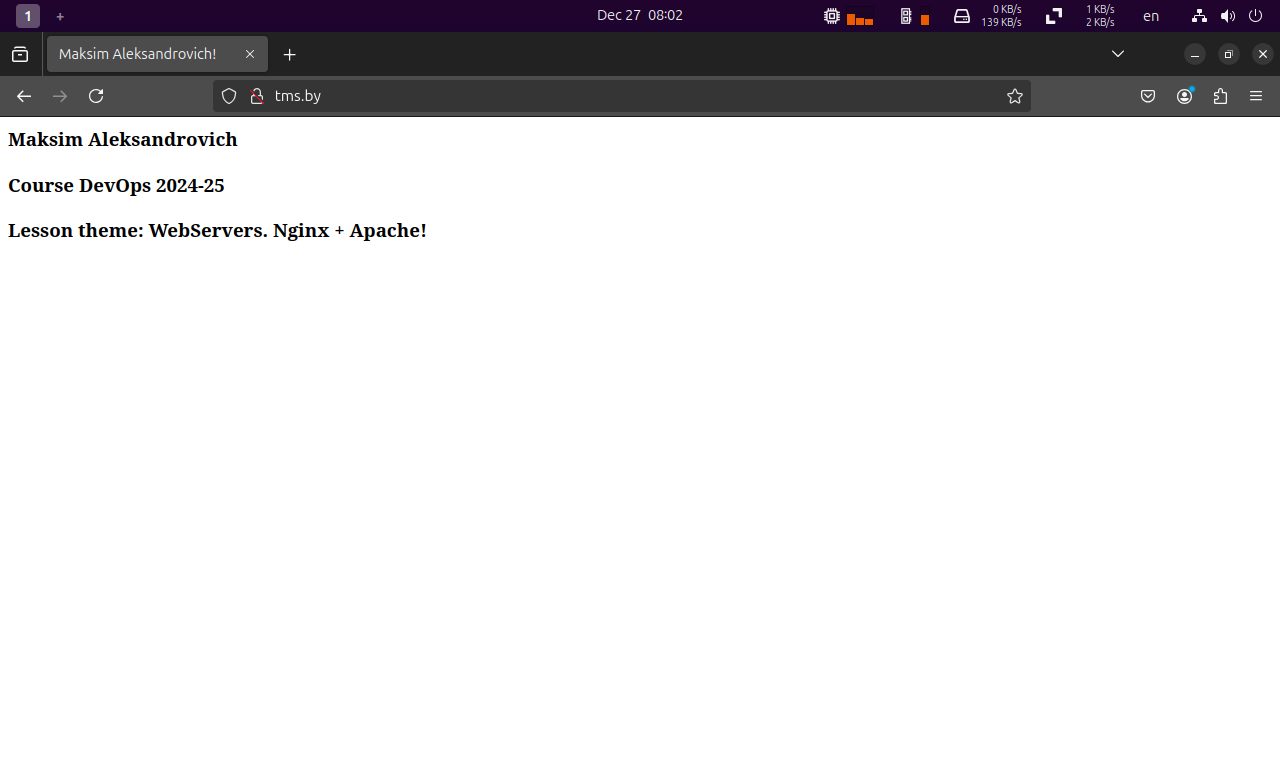 1 + Dec 27 08:02 0 KB/s 1 KB/s en
139 KB/s 2 KB/s
Maksim Aleksandrovich!
tms.by
Maksim Aleksandrovich
Course DevOps 2024-25
Lesson theme: WebServers. Nginx + Apache!